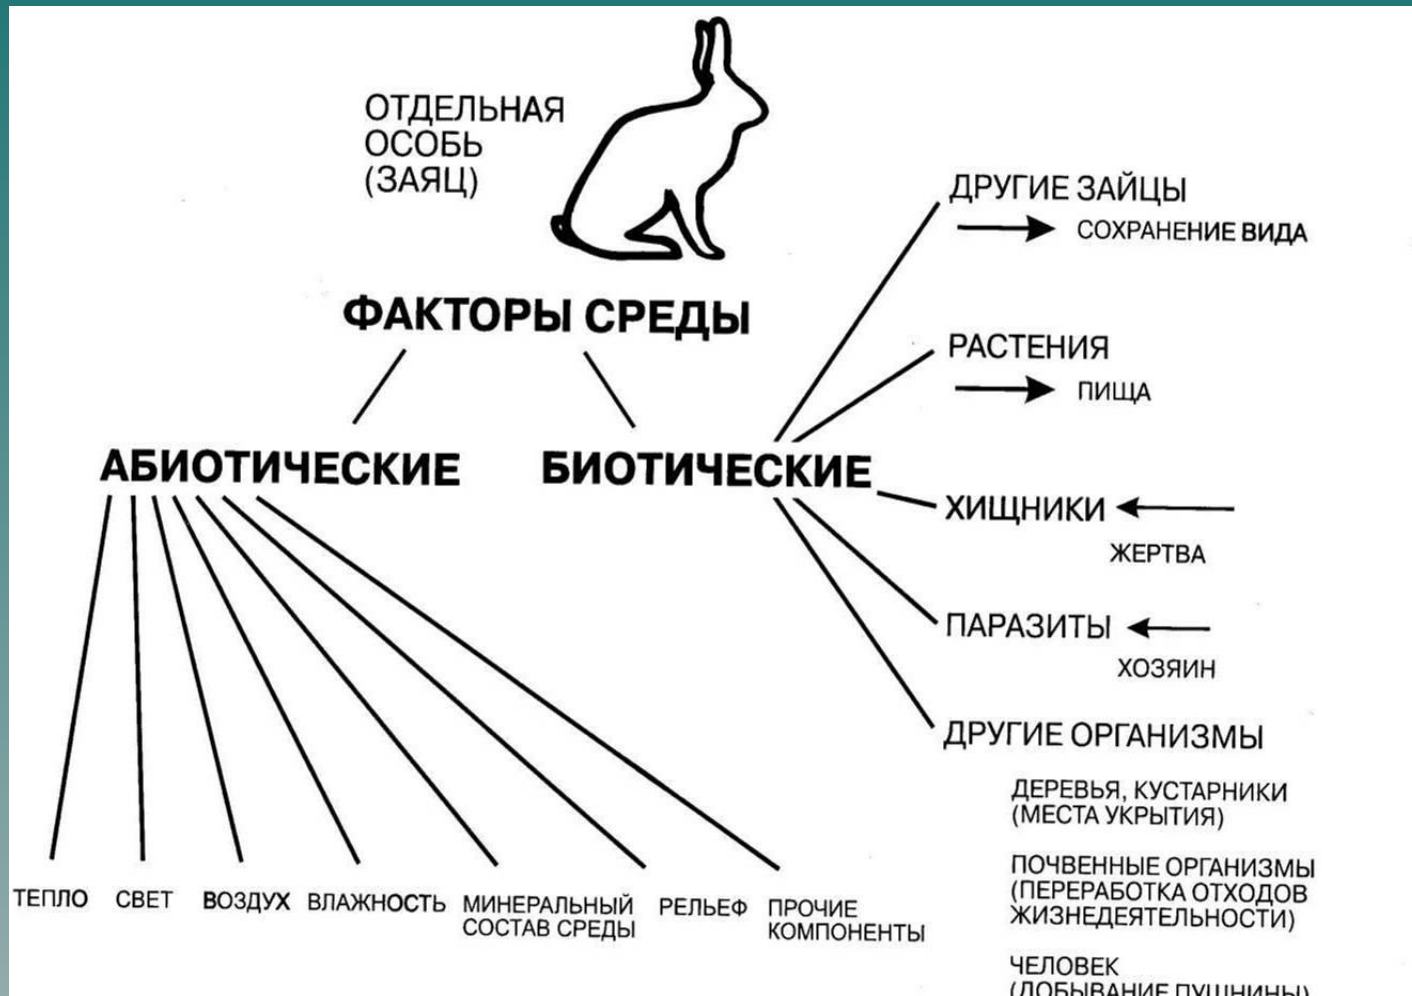 ОТДЕЛЬНАЯ
ОСОБЬ
(ЗАЯЦ)
ФАКТОРЫ СРЕДЫ
АБИОТИЧЕСКИЕ
БИОТИЧЕСКИЕ
ТЕПЛО
СВЕТ
ВОЗДУХ
ВЛАЖНОСТЬ
МИНЕРАЛЬНЫЙ
СОСТАВ СРЕДЫ
РЕЛЬЕФ
ПРОЧИЕ
КОМПОНЕНТЫ
ДРУГИЕ ЗАЙЦЫ
СОХРАНЕНИЕ ВИДА
РАСТЕНИЯ
ПИЩА
ХИЩНИКИ
ЖЕРТВА
ПАРАЗИТЫ
ХОЗЯИН
ДРУГИЕ ОРГАНИЗМЫ
ДЕРЕВЬЯ, КУСТАРНИКИ
(МЕСТА УКРЫТИЯ)
ПОЧВЕННЫЕ ОРГАНИЗМЫ
(ПЕРЕРАБОТКА ОТХОДОВ
ЖИЗНЕДЕЯТЕЛЬНОСТИ)
ЧЕЛОВЕК
(ДОБЫВАНИЕ ПУШНИНЫ)